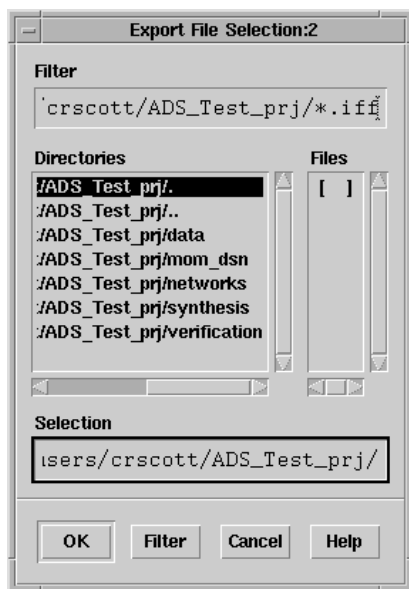 Export File Selection:2
Filter
crscott/ADS_Test_prj/*.iff
Directories
Files
:/ADS_Test_prj/.
:/ADS_Test_prj/..
:/ADS_Test_prj/data
:/ADS_Test_prj/mom_dsn
:/ADS_Test_prj/networks
:/ADS_Test_prj/synthesis
:/ADS_Test_prj/verification
[ ]
Selection
sers/crscott/ADS_Test_prj/
OK
Filter
Cancel
Help